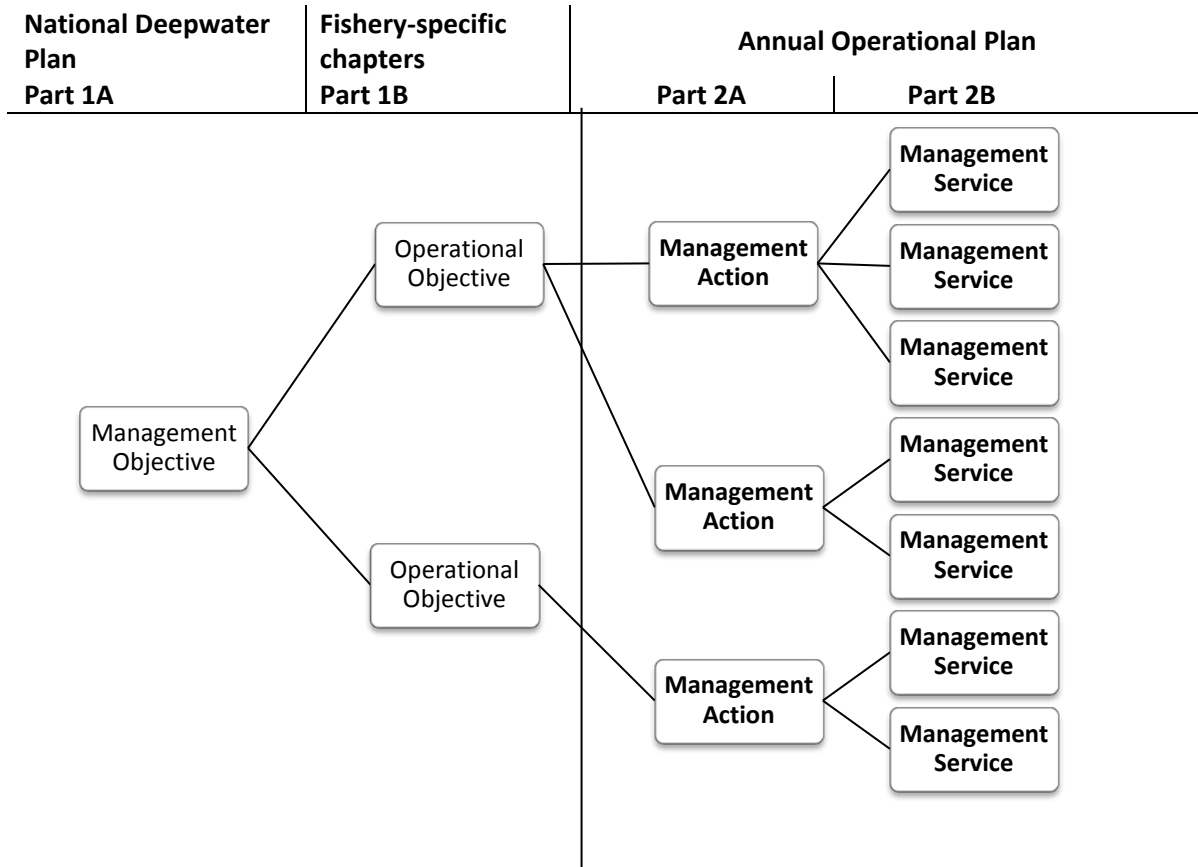 National Deepwater
Plan
Part 1A
Fishery-specific
chapters
Part 1B
Annual Operational Plan
Part 2A
Part 2B
Management
Objective
Operational
Objective
Operational
Objective
Management
Action
Management
Action
Management
Action
Management
Service
Management
Service
Management
Service
Management
Service
Management
Service
Management
Service
Management
Service